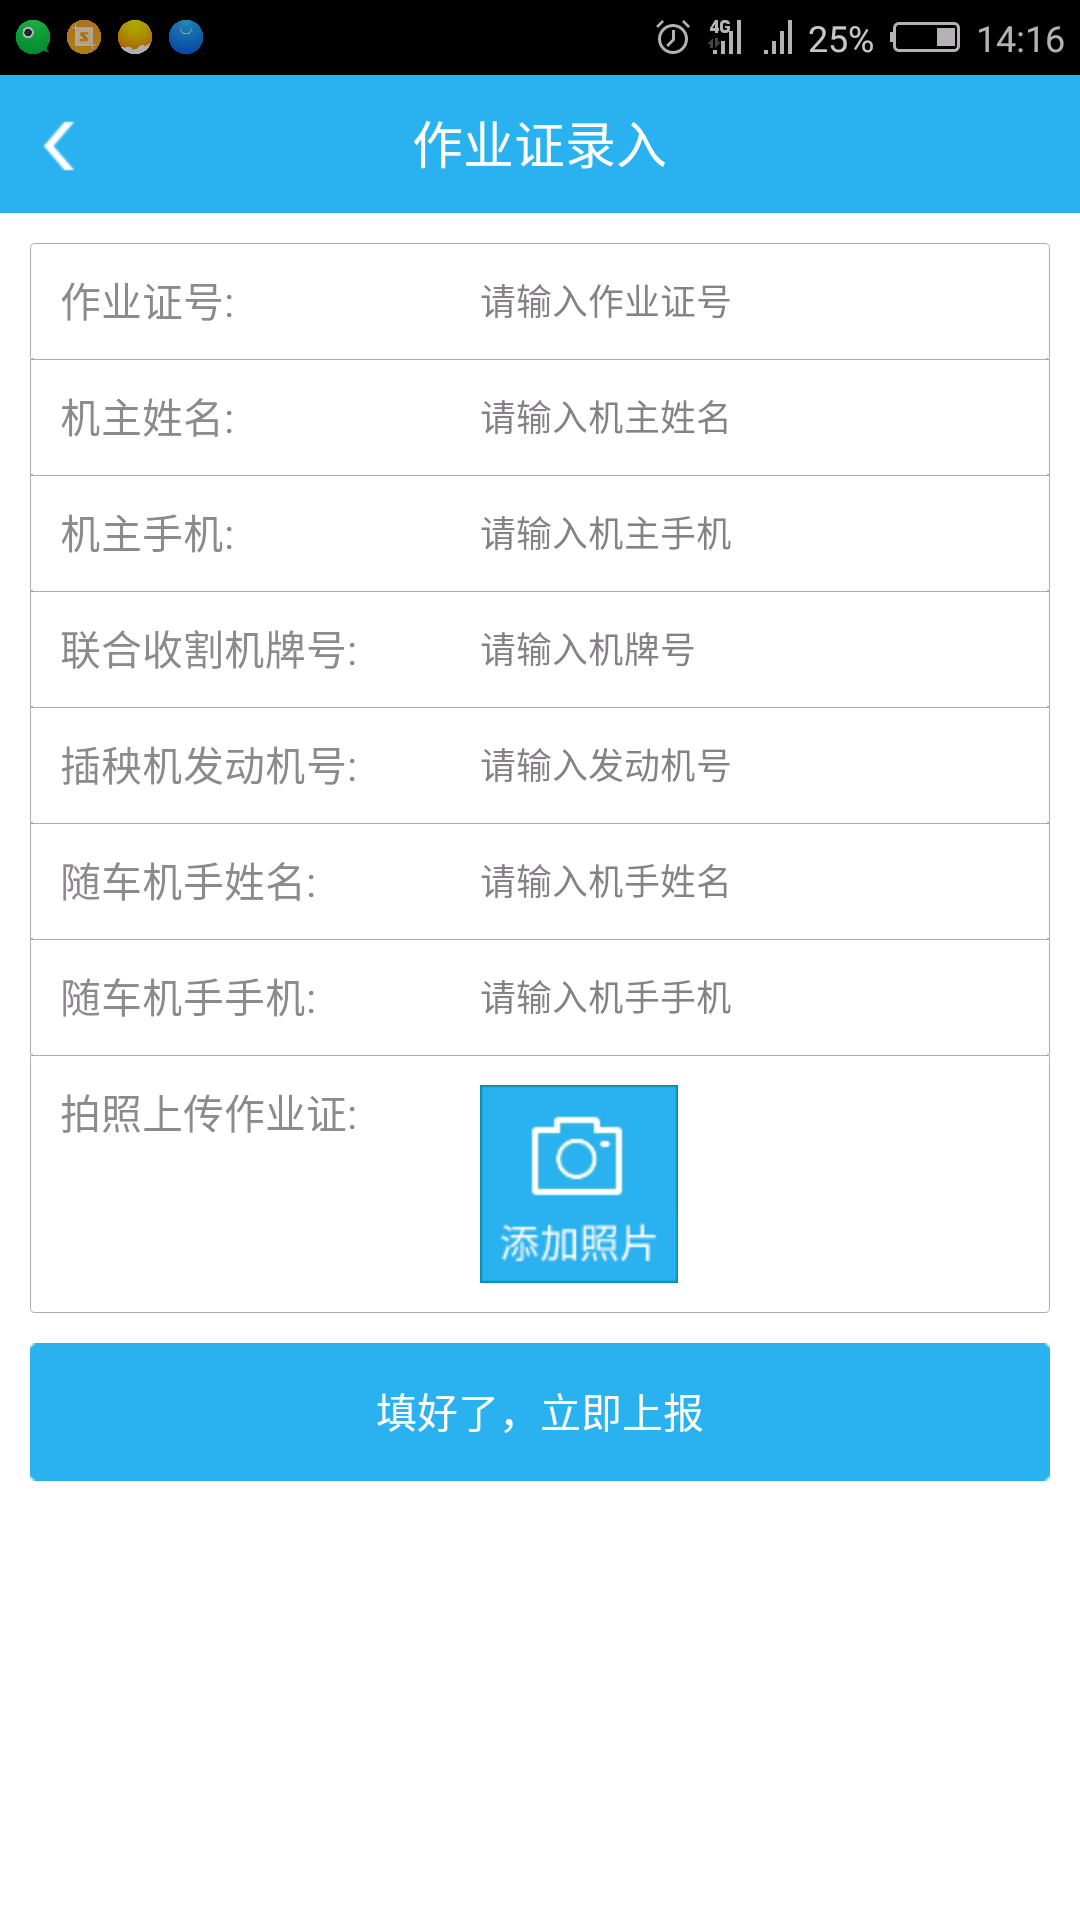 4G 25% 14:16
作业证录入
作业证号: 请输入作业证号
机主姓名: 请输入机主姓名
机主手机: 请输入机主手机
联合收割机牌号: 请输入机牌号
插秧机发动机号: 请输入发动机号
随车机手姓名: 请输入机手姓名
随车机手手机: 请输入机手手机
拍照上传作业证:
添加照片
填好了，立即上报